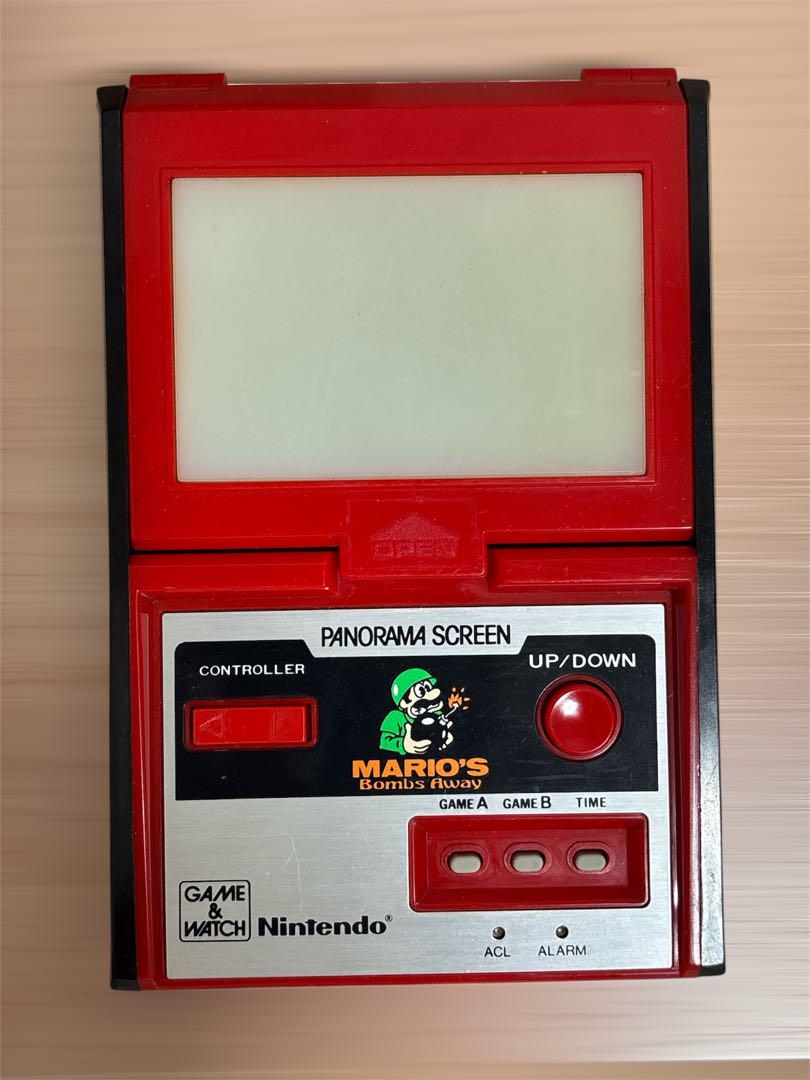 OPEN
PANORAMA SCREEN
CONTROLLER
UP/DOWN
MARIO'S
Bombs Away
GAME A GAME B TIME
GAME
&
WATCH
Nintendo®
ACL ALARM